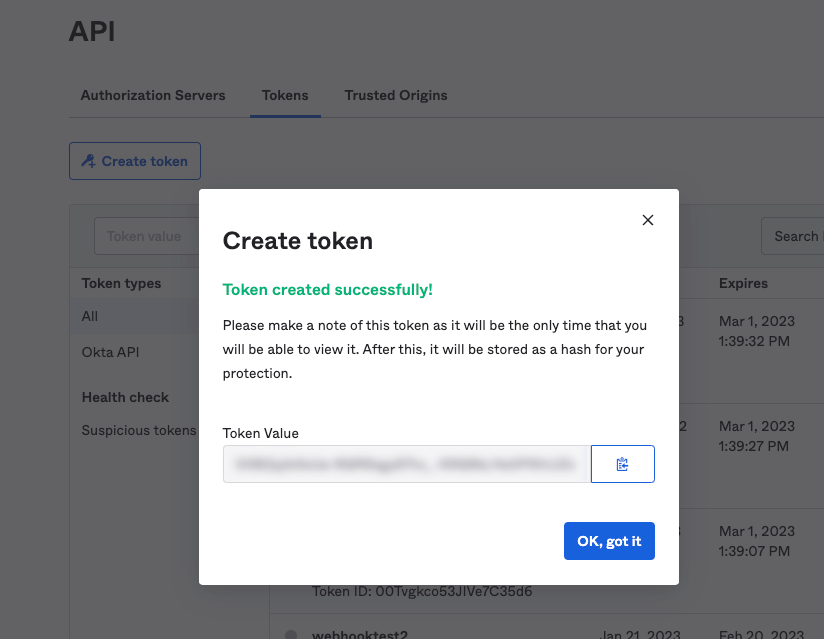 API
Authorization Servers
Tokens
Trusted Origins
Create token
Token value
Search
Token types
Expires
All
Okta API
Health check
Suspicious tokens
3
Mar 1, 2023
1:39:32 PM
2
Mar 1, 2023
1:39:27 PM
Mar 1, 2023
1:39:07 PM
Create token
Token created successfully!
Please make a note of this token as it will be the only time that you
will be able to view it. After this, it will be stored as a hash for your
protection.
Token Value
OK, got it
Token ID: 00Tvgkco53JIVe7C35d6
webhooktest2
Jan 21, 2023
Feb 20, 2023